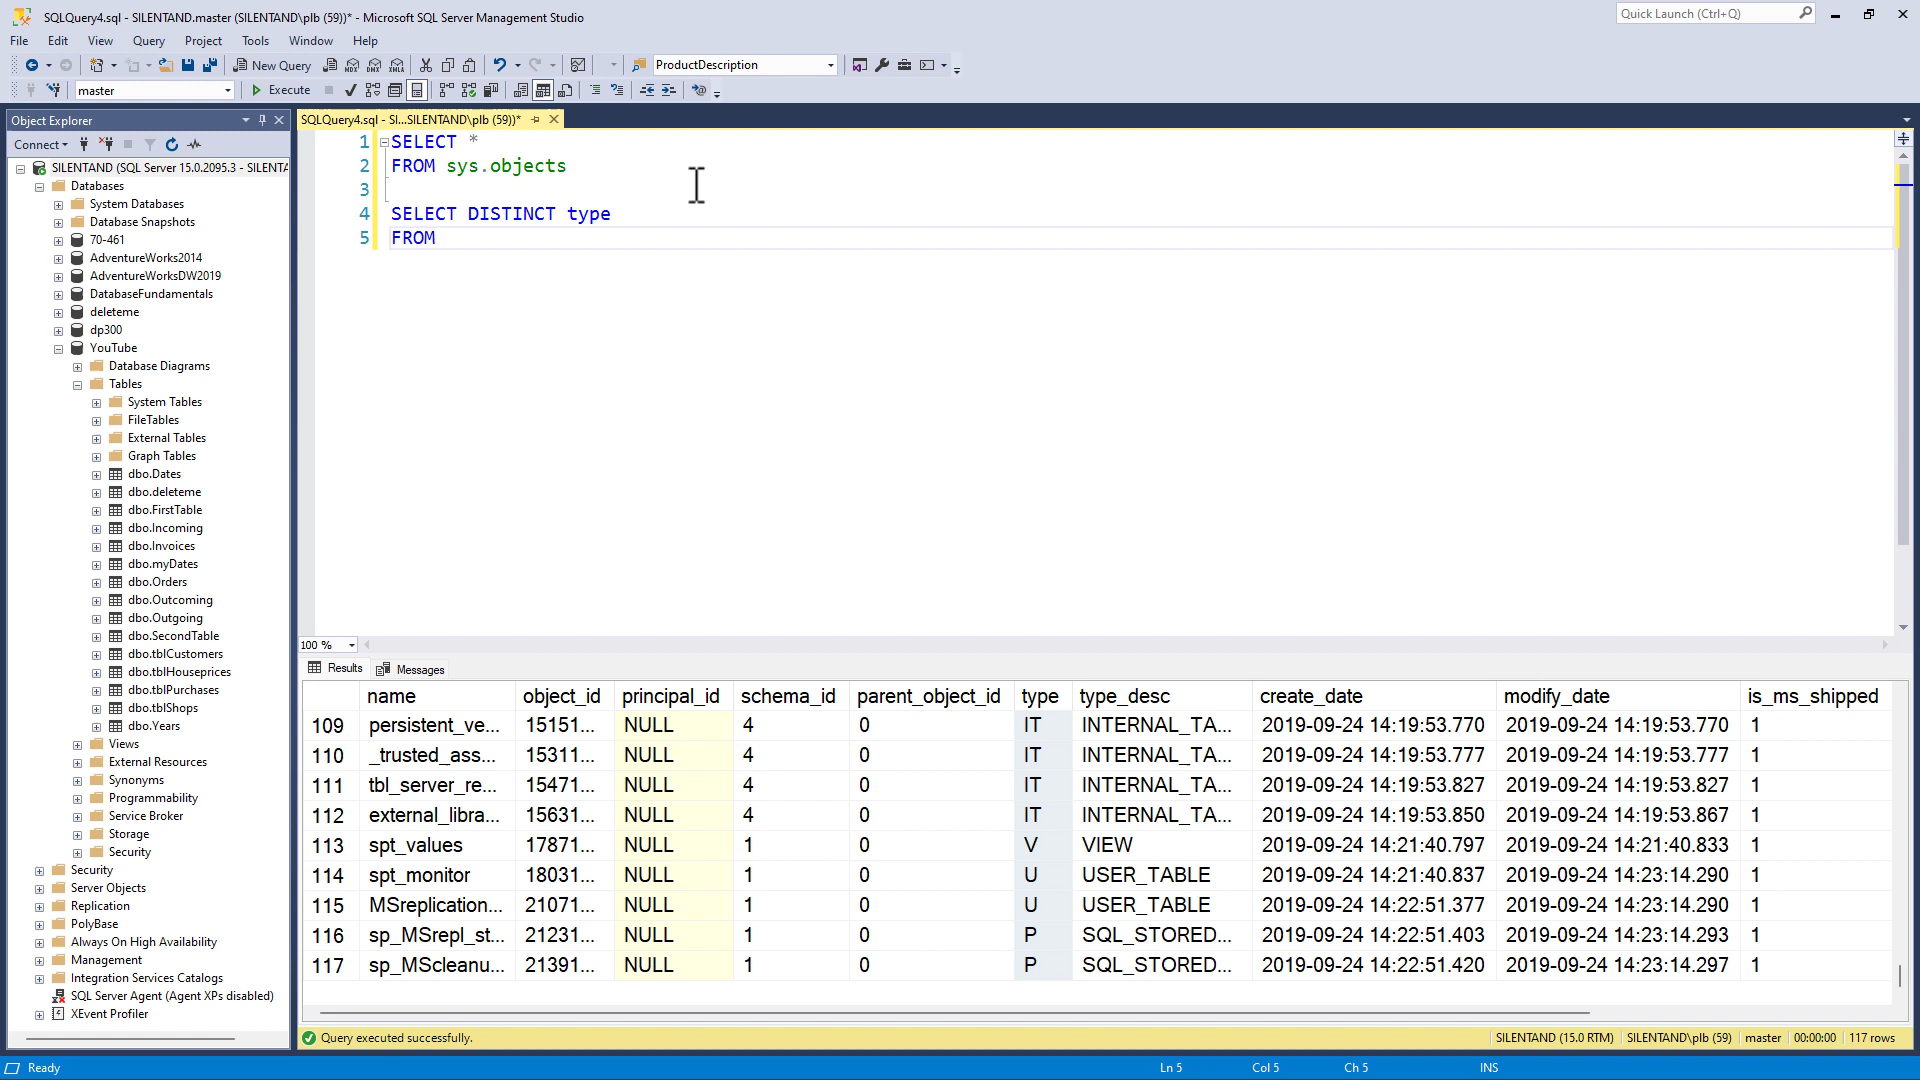 SQLQuery4.sql - SILENTAND.master (SILENTAND\plb (59))* - Microsoft SQL Server Management Studio
Quick Launch (Ctrl+Q)
File Edit View Query Project Tools Window Help
New Query MDX DMX XMLA ProductDescription
master Execute
Object Explorer
SQLQuery4.sql - SI...SILENTAND\plb (59))*
Connect
SILENTAND (SQL Server 15.0.2095.3 - SILENTA
Databases
System Databases
Database Snapshots
70-461
AdventureWorks2014
AdventureWorksDW2019
DatabaseFundamentals
deleteme
dp300
YouTube
Database Diagrams
Tables
System Tables
FileTables
External Tables
Graph Tables
dbo.Dates
dbo.deleteme
dbo.FirstTable
dbo.Incoming
dbo.Invoices
dbo.myDates
dbo.Orders
dbo.Outcoming
dbo.Outgoing
dbo.SecondTable
dbo.tblCustomers
dbo.tblHouseprices
dbo.tblPurchases
dbo.tblShops
dbo.Years
Views
External Resources
Synonyms
Programmability
Service Broker
Storage
Security
Security
Server Objects
Replication
PolyBase
Always On High Availability
Management
Integration Services Catalogs
SQL Server Agent (Agent XPs disabled)
XEvent Profiler
1 SELECT *
2 FROM sys.objects
3
4 SELECT DISTINCT type
5 FROM
100 %
Results Messages
name object_id principal_id schema_id parent_object_id type type_desc create_date modify_date is_ms_shipped
109 persistent_ve... 15151... NULL 4 0 IT INTERNAL_TA... 2019-09-24 14:19:53.770 2019-09-24 14:19:53.770 1
110 _trusted_ass... 15311... NULL 4 0 IT INTERNAL_TA... 2019-09-24 14:19:53.777 2019-09-24 14:19:53.777 1
111 tbl_server_re... 15471... NULL 4 0 IT INTERNAL_TA... 2019-09-24 14:19:53.827 2019-09-24 14:19:53.827 1
112 external_libra... 15631... NULL 4 0 IT INTERNAL_TA... 2019-09-24 14:19:53.850 2019-09-24 14:19:53.867 1
113 spt_values 17871... NULL 1 0 V VIEW 2019-09-24 14:21:40.797 2019-09-24 14:21:40.833 1
114 spt_monitor 18031... NULL 1 0 U USER_TABLE 2019-09-24 14:21:40.837 2019-09-24 14:23:14.290 1
115 MSreplication... 21071... NULL 1 0 U USER_TABLE 2019-09-24 14:22:51.377 2019-09-24 14:23:14.290 1
116 sp_MSrepl_st... 21231... NULL 1 0 P SQL_STORED... 2019-09-24 14:22:51.403 2019-09-24 14:23:14.293 1
117 sp_MScleanu... 21391... NULL 1 0 P SQL_STORED... 2019-09-24 14:22:51.420 2019-09-24 14:23:14.297 1
Query executed successfully. SILENTAND (15.0 RTM) SILENTAND\plb (59) master 00:00:00 117 rows
Ready Ln 5 Col 5 Ch 5 INS